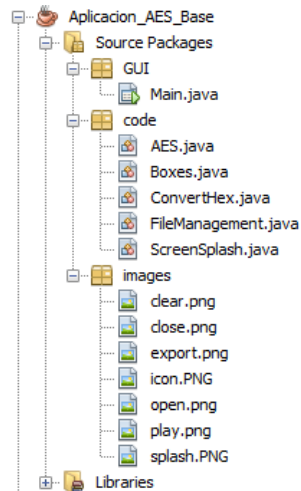 Aplicacion_AES_Base
Source Packages
GUI
Main.java
code
AES.java
Boxes.java
ConvertHex.java
FileManagement.java
ScreenSplash.java
images
clear.png
close.png
export.png
icon.PNG
open.png
play.png
splash.PNG
Libraries